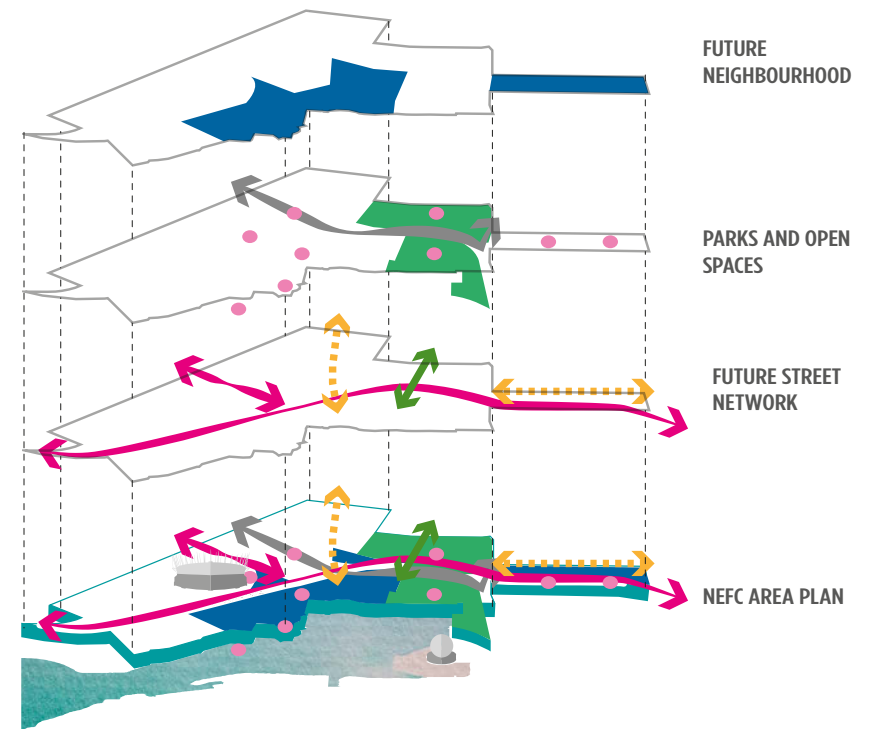 FUTURE
NEIGHBOURHOOD
PARKS AND OPEN
SPACES
FUTURE STREET
NETWORK
NEFC AREA PLAN